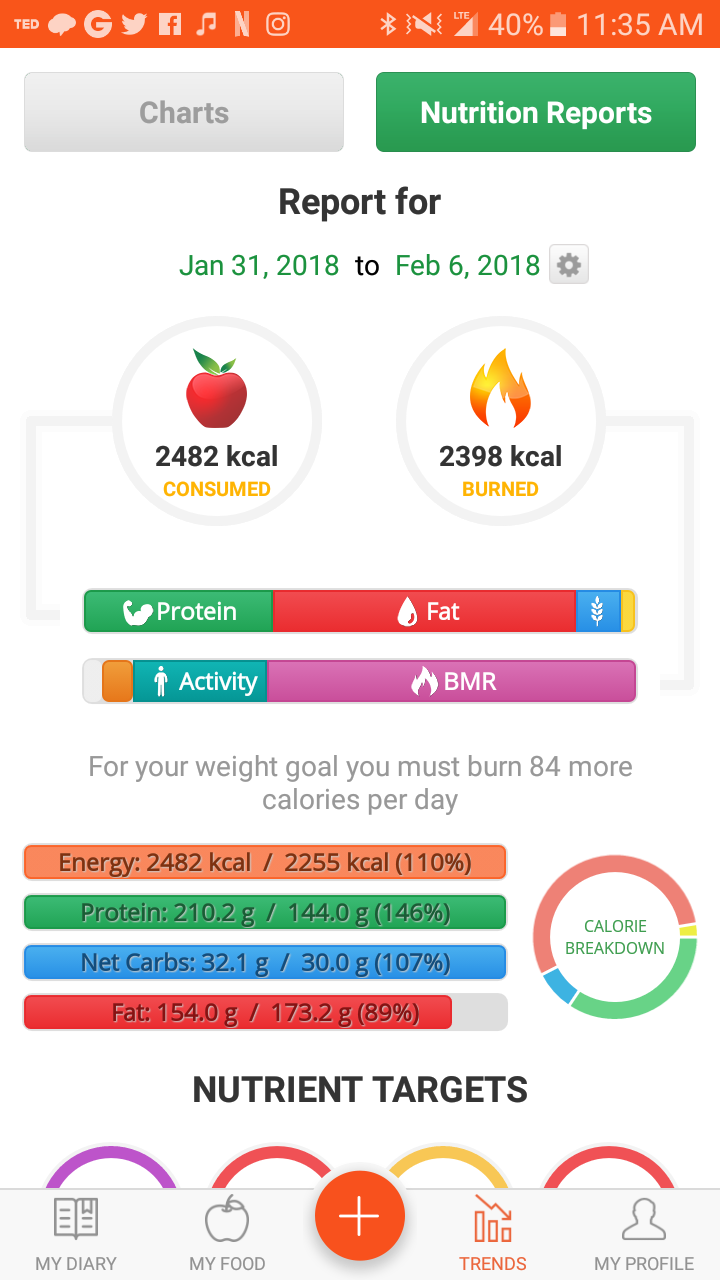 TED
LTE
40%
11:35 AM
Charts
Nutrition Reports
Report for
Jan 31, 2018 to Feb 6, 2018
2482 kcal
CONSUMED
2398 kcal
BURNED
Protein
Fat
Activity
BMR
For your weight goal you must burn 84 more
calories per day
Energy: 2482 kcal / 2255 kcal (110%)
Protein: 210.2 g / 144.0 g (146%)
Net Carbs: 32.1 g / 30.0 g (107%)
Fat: 154.0 g / 173.2 g (89%)
CALORIE
BREAKDOWN
NUTRIENT TARGETS
MY DIARY
MY FOOD
TRENDS
MY PROFILE